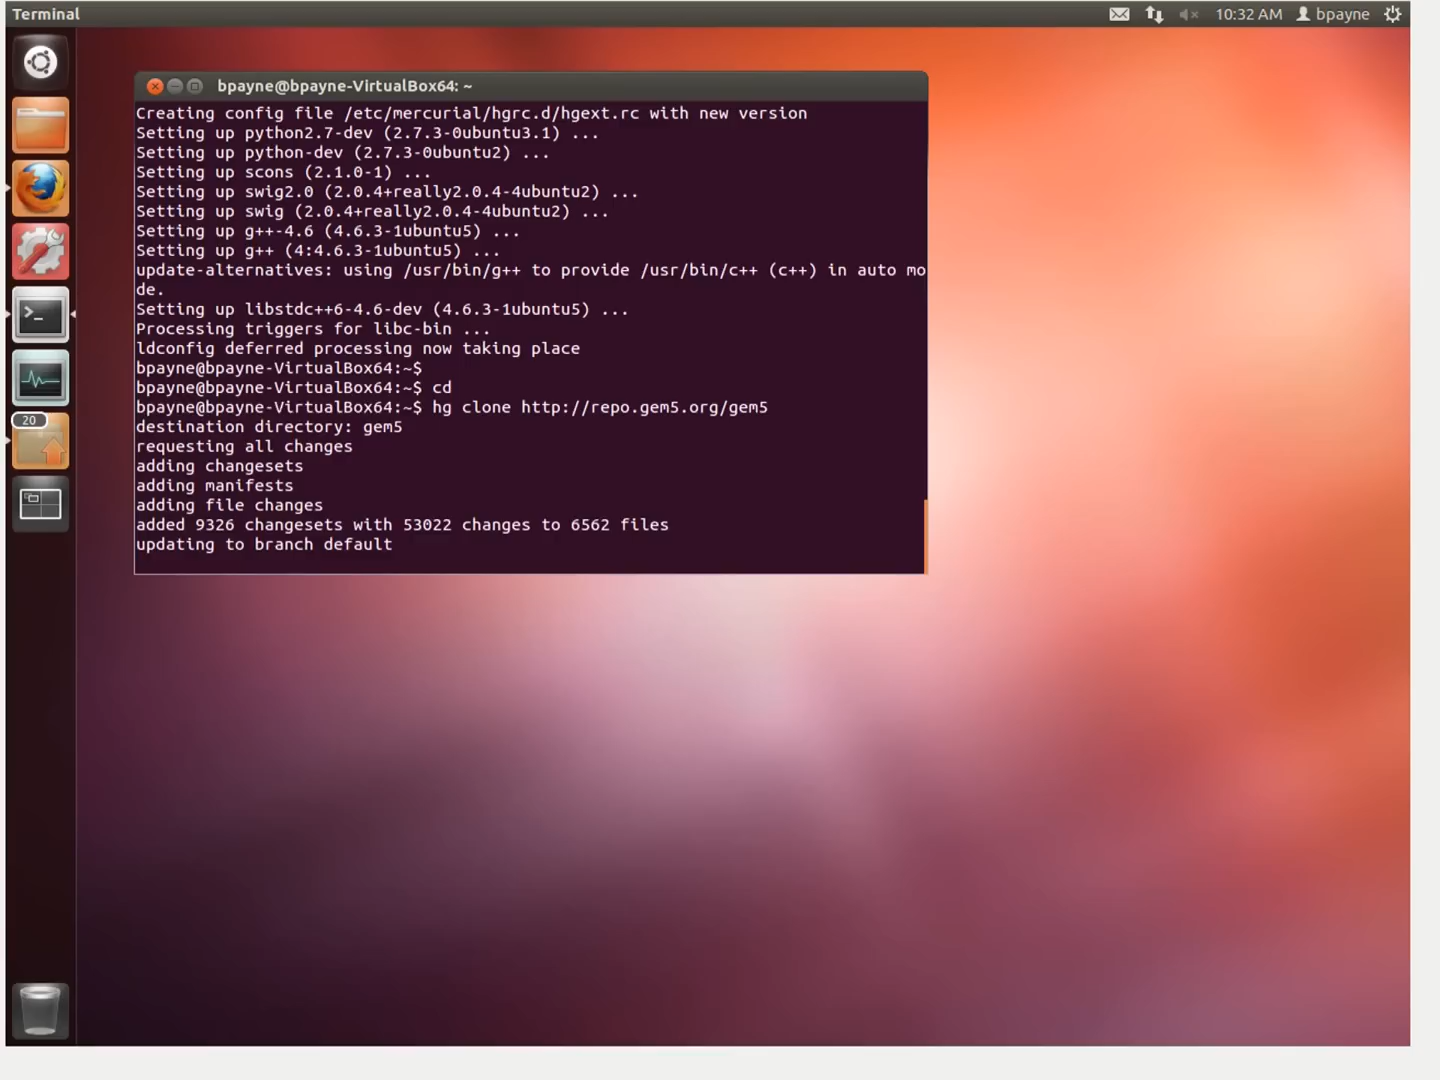 Terminal
10:32 AM
bpayne
bpayne@bpayne-VirtualBox64: ~
Creating config file /etc/mercurial/hgrc.d/hgext.rc with new version
Setting up python2.7-dev (2.7.3-0ubuntu3.1) ...
Setting up python-dev (2.7.3-0ubuntu2) ...
Setting up scons (2.1.0-1) ...
Setting up swig2.0 (2.0.4+really2.0.4-4ubuntu2) ...
Setting up swig (2.0.4+really2.0.4-4ubuntu2) ...
Setting up g++-4.6 (4.6.3-1ubuntu5) ...
Setting up g++ (4:4.6.3-1ubuntu5) ...
update-alternatives: using /usr/bin/g++ to provide /usr/bin/c++ (c++) in auto mo
de.
Setting up libstdc++6-4.6-dev (4.6.3-1ubuntu5) ...
Processing triggers for libc-bin ...
ldconfig deferred processing now taking place
bpayne@bpayne-VirtualBox64:~$
bpayne@bpayne-VirtualBox64:~$ cd
bpayne@bpayne-VirtualBox64:~$ hg clone http://repo.gem5.org/gem5
destination directory: gem5
requesting all changes
adding changesets
adding manifests
adding file changes
added 9326 changesets with 53022 changes to 6562 files
updating to branch default
20